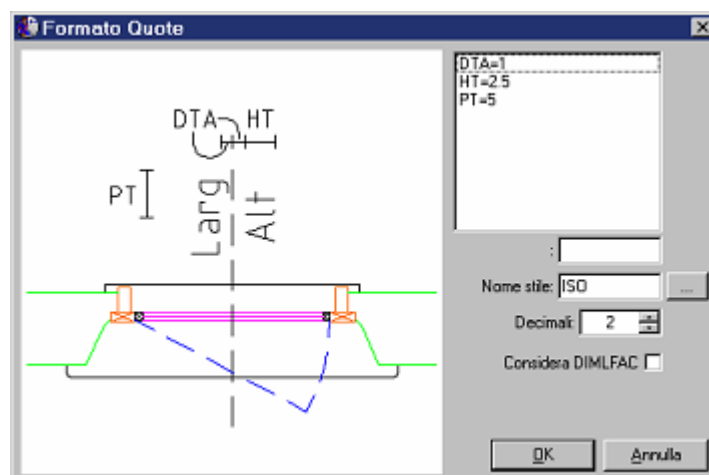 Formato Quote
DTA HT
PT
Larg
Alt
DTA=1
HT=2.5
PT=5
:
Nome stile: ISO ...
Decimali: 2
Considera DIMLFAC
OK Annulla